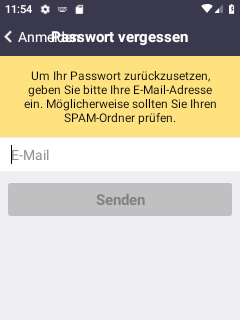 11:54
Anmelden Passwort vergessen
Um Ihr Passwort zurückzusetzen,
geben Sie bitte Ihre E-Mail-Adresse
ein. Möglicherweise sollten Sie Ihren
SPAM-Ordner prüfen.
E-Mail
Senden